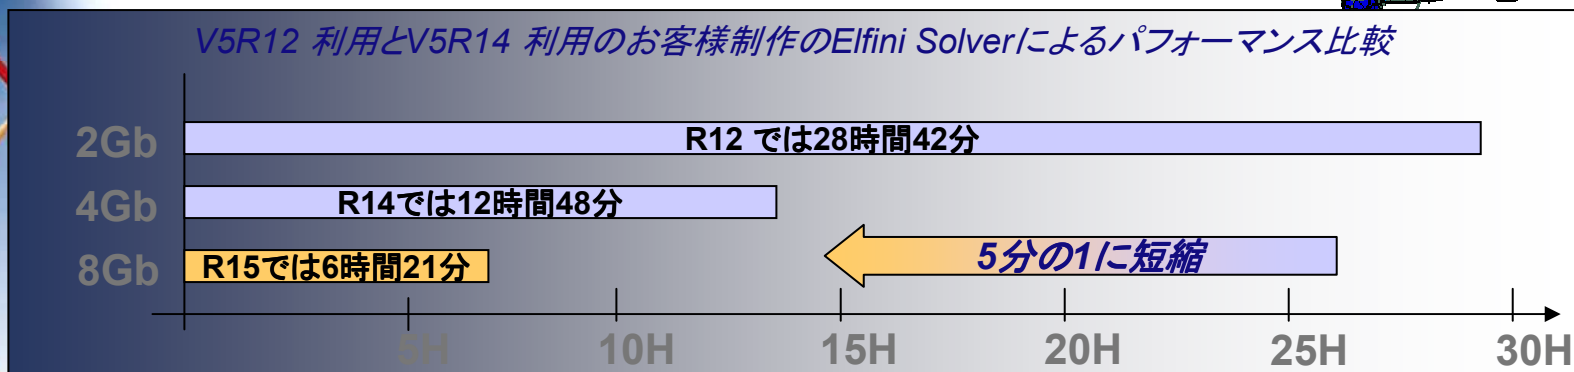 V5R12 利用とV5R14 利用のお客様制作のElfini Solverによるパフォーマンス比較
2Gb
R12 では28時間42分
4Gb
R14では12時間48分
8Gb
R15では6時間21分
5分の1に短縮
5H
10H
15H
20H
25H
30H